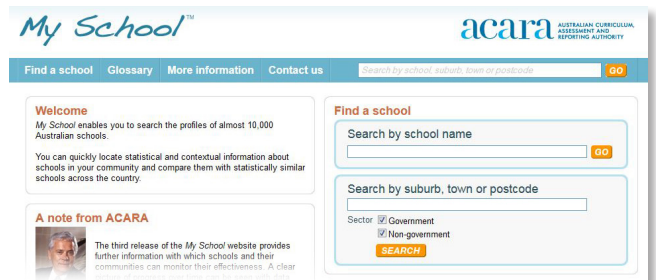 My School™
acara AUSTRALIAN CURRICULUM,
ASSESSMENT AND
REPORTING AUTHORITY
Find a school Glossary More information Contact us Search by school, suburb, town or postcode GO
Welcome
My School enables you to search the profiles of almost 10,000
Australian schools.
You can quickly locate statistical and contextual information about
schools in your community and compare them with statistically similar
schools across the country.
A note from ACARA
The third release of the My School website provides
further information with which schools and their
communities can monitor their effectiveness. A clear
Find a school
Search by school name
GO
Search by suburb, town or postcode
Sector Government
Non-government
SEARCH